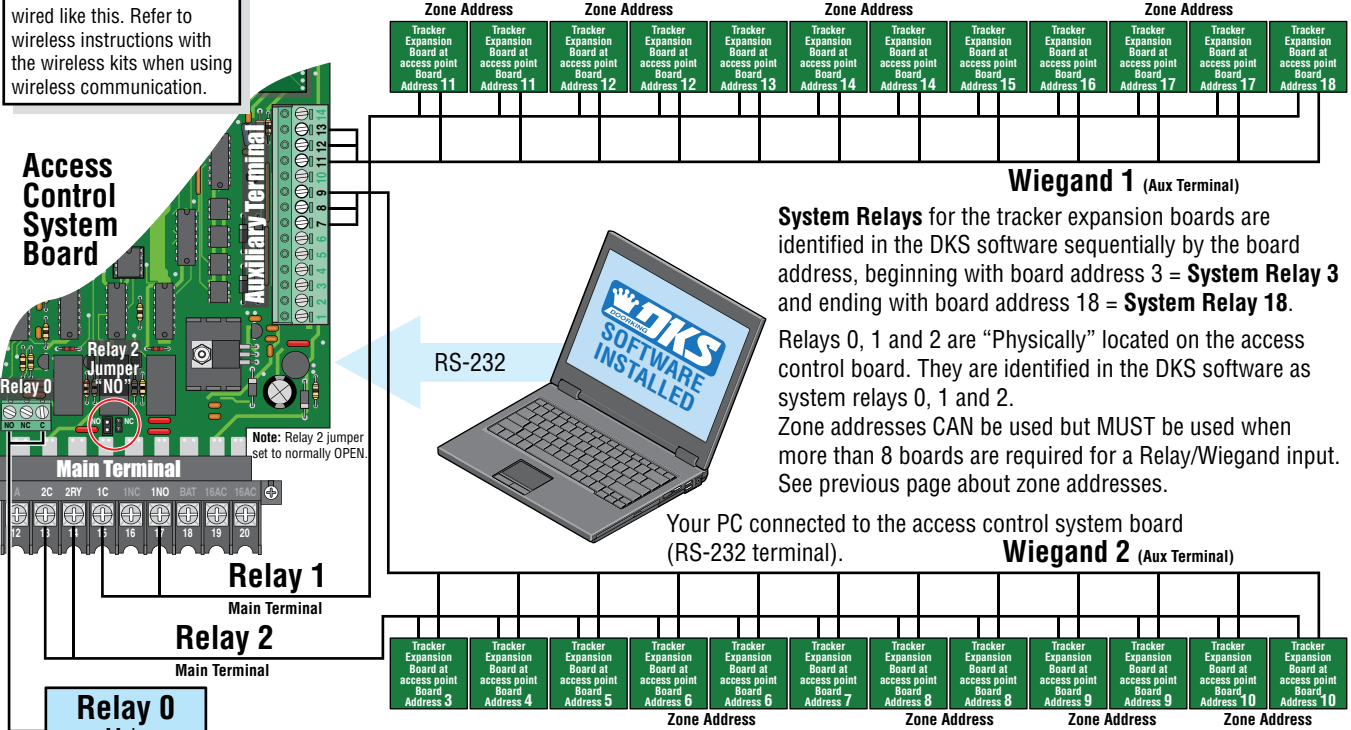 wired like this. Refer to
wireless instructions with
the wireless kits when using
wireless communication.
Zone Address Zone Address Zone Address Zone Address
Tracker Expansion Board at access point Board Address 11
Tracker Expansion Board at access point Board Address 11
Tracker Expansion Board at access point Board Address 12
Tracker Expansion Board at access point Board Address 12
Tracker Expansion Board at access point Board Address 13
Tracker Expansion Board at access point Board Address 14
Tracker Expansion Board at access point Board Address 14
Tracker Expansion Board at access point Board Address 15
Tracker Expansion Board at access point Board Address 16
Tracker Expansion Board at access point Board Address 17
Tracker Expansion Board at access point Board Address 17
Tracker Expansion Board at access point Board Address 18
Access
Control
System
Board
Auxiliary Terminal
14
13
12
11
10
9
8
7
6
5
4
3
2
1
Wiegand 1 (Aux Terminal)
System Relays for the tracker expansion boards are
identified in the DKS software sequentially by the board
address, beginning with board address 3 = System Relay 3
and ending with board address 18 = System Relay 18.
Relays 0, 1 and 2 are “Physically” located on the access
control board. They are identified in the DKS software as
system relays 0, 1 and 2.
Zone addresses CAN be used but MUST be used when
more than 8 boards are required for a Relay/Wiegand input.
See previous page about zone addresses.
RS-232
DKS
DOORKING
SOFTWARE
INSTALLED
Relay 2
Jumper
“NO”
NO NC
Relay 0
NO NC C
Note: Relay 2 jumper
set to normally OPEN.
Main Terminal
A 2C 2RY 1C 1NC 1NO BAT 16AC 16AC
12 13 14 15 16 17 18 19 20
Your PC connected to the access control system board
(RS-232 terminal).
Wiegand 2 (Aux Terminal)
Relay 1
Main Terminal
Relay 2
Main Terminal
Tracker Expansion Board at access point Board Address 3
Tracker Expansion Board at access point Board Address 4
Tracker Expansion Board at access point Board Address 5
Tracker Expansion Board at access point Board Address 6
Tracker Expansion Board at access point Board Address 6
Tracker Expansion Board at access point Board Address 7
Tracker Expansion Board at access point Board Address 8
Tracker Expansion Board at access point Board Address 8
Tracker Expansion Board at access point Board Address 9
Tracker Expansion Board at access point Board Address 9
Tracker Expansion Board at access point Board Address 10
Tracker Expansion Board at access point Board Address 10
Zone Address Zone Address Zone Address Zone Address
Relay 0